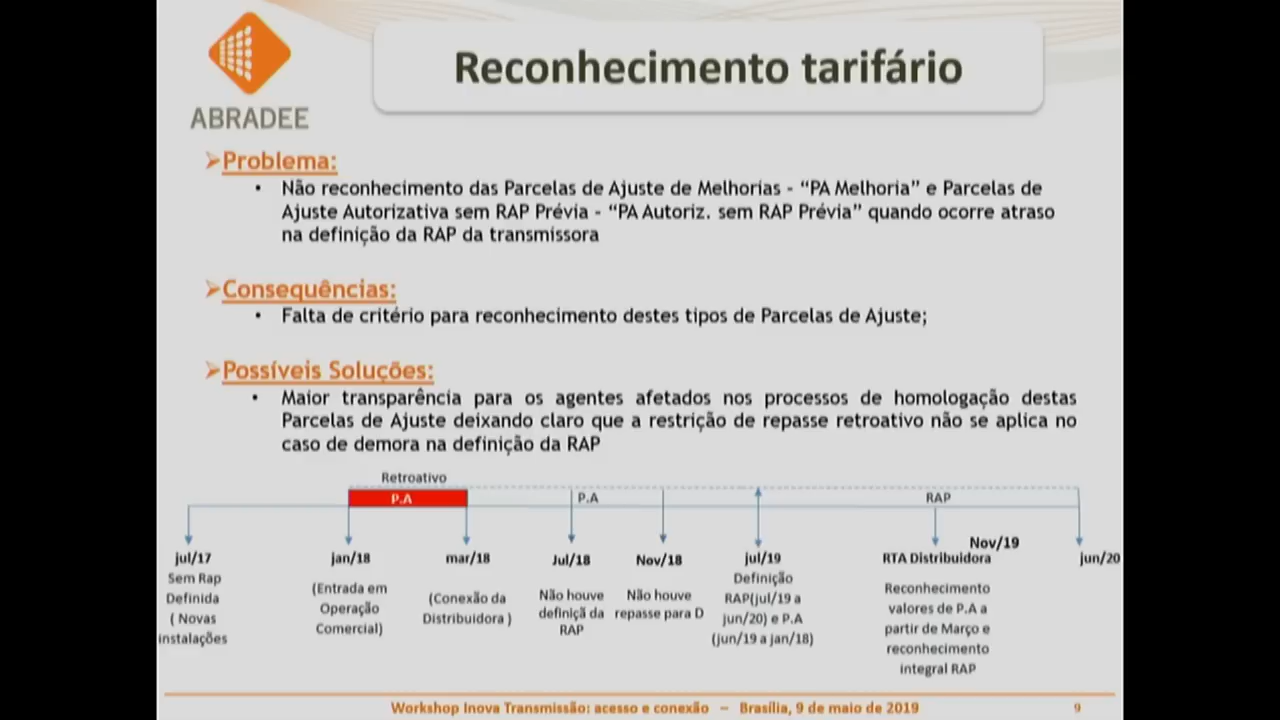 ABRADEE
Reconhecimento tarifário
Problema:
• Não reconhecimento das Parcelas de Ajuste de Melhorias - “PA Melhoria” e Parcelas de
Ajuste Autorizativa sem RAP Prévia - “PA Autoriz. sem RAP Prévia” quando ocorre atraso
na definição da RAP da transmissora
Consequências:
• Falta de critério para reconhecimento destes tipos de Parcelas de Ajuste;
Possíveis Soluções:
• Maior transparência para os agentes afetados nos processos de homologação destas
Parcelas de Ajuste deixando claro que a restrição de repasse retroativo não se aplica no
caso de demora na definição da RAP
Retroativo
P.A
P.A
RAP
jul/17
Sem Rap
Definida
( Novas
instalações
jan/18
(Entrada em
Operação
Comercial)
mar/18
(Conexão da
Distribuidora )
Jul/18
Não houve
definiçã da
RAP
Nov/18
Não houve
repasse para D
jul/19
Definição
RAP(jul/19 a
jun/20) e P.A
(jun/19 a jan/18)
Nov/19
RTA Distribuidora
Reconhecimento
valores de P.A a
partir de Março e
reconhecimento
integral RAP
jun/20
Workshop Inova Transmissão: acesso e conexão – Brasília, 9 de maio de 2019
9